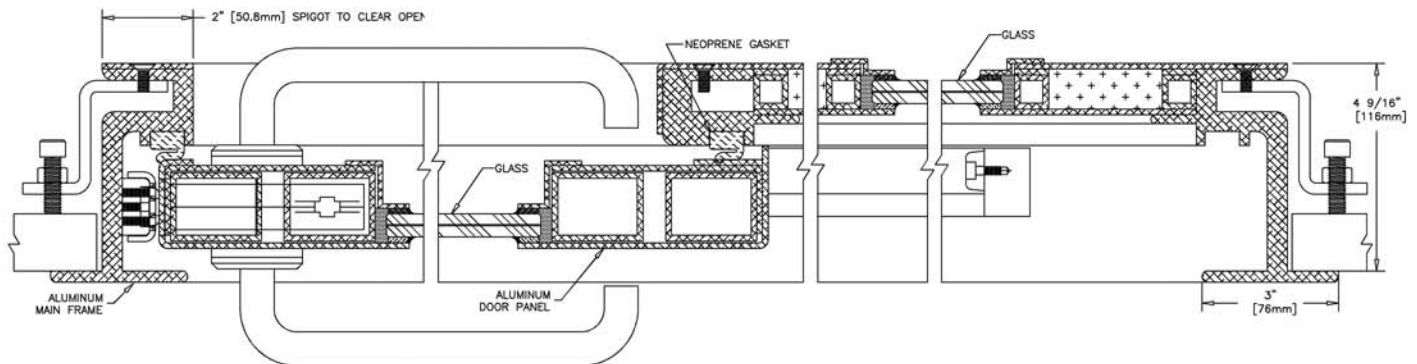 2" [50.8mm] SPIGOT TO CLEAR OPEN
NEOPRENE GASKET
GLASS
4 9/16"
[116mm]
GLASS
ALUMINUM
MAIN FRAME
ALUMINUM
DOOR PANEL
3"
[76mm]